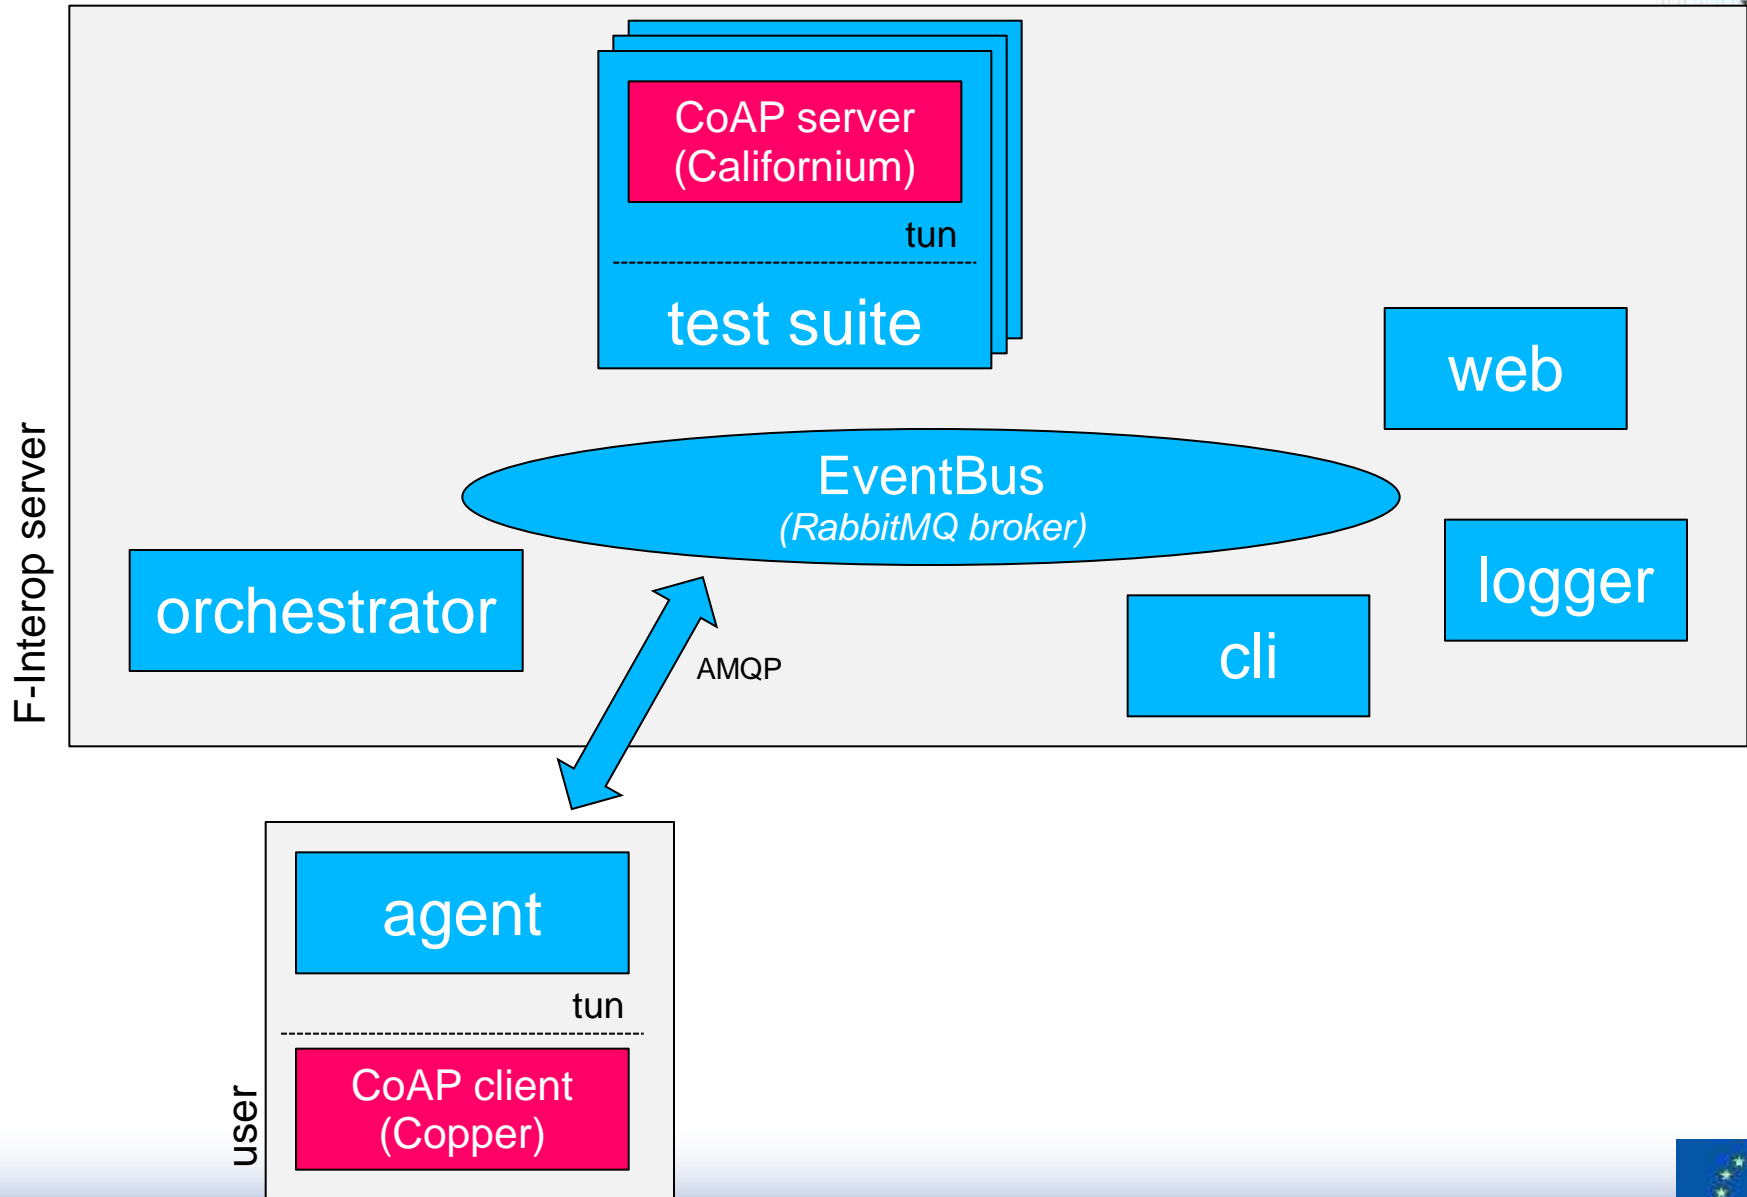 CoAP server
(Californium)
tun
test suite
web
EventBus
(RabbitMQ broker)
F-Interop server
orchestrator
logger
cli
AMQP
agent
tun
CoAP client
(Copper)
user